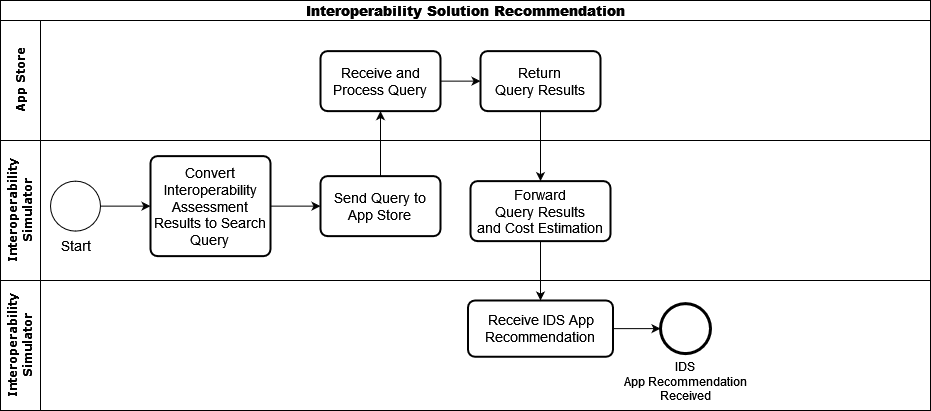 Interoperability Solution Recommendation
App Store
Receive and
Process Query
Return
Query Results
Interoperability
Simulator
Start
Convert
Interoperability
Assessment
Results to Search
Query
Send Query to
App Store
Forward
Query Results
and Cost Estimation
Interoperability
Simulator
Receive IDS App
Recommendation
IDS
App Recommendation
Received